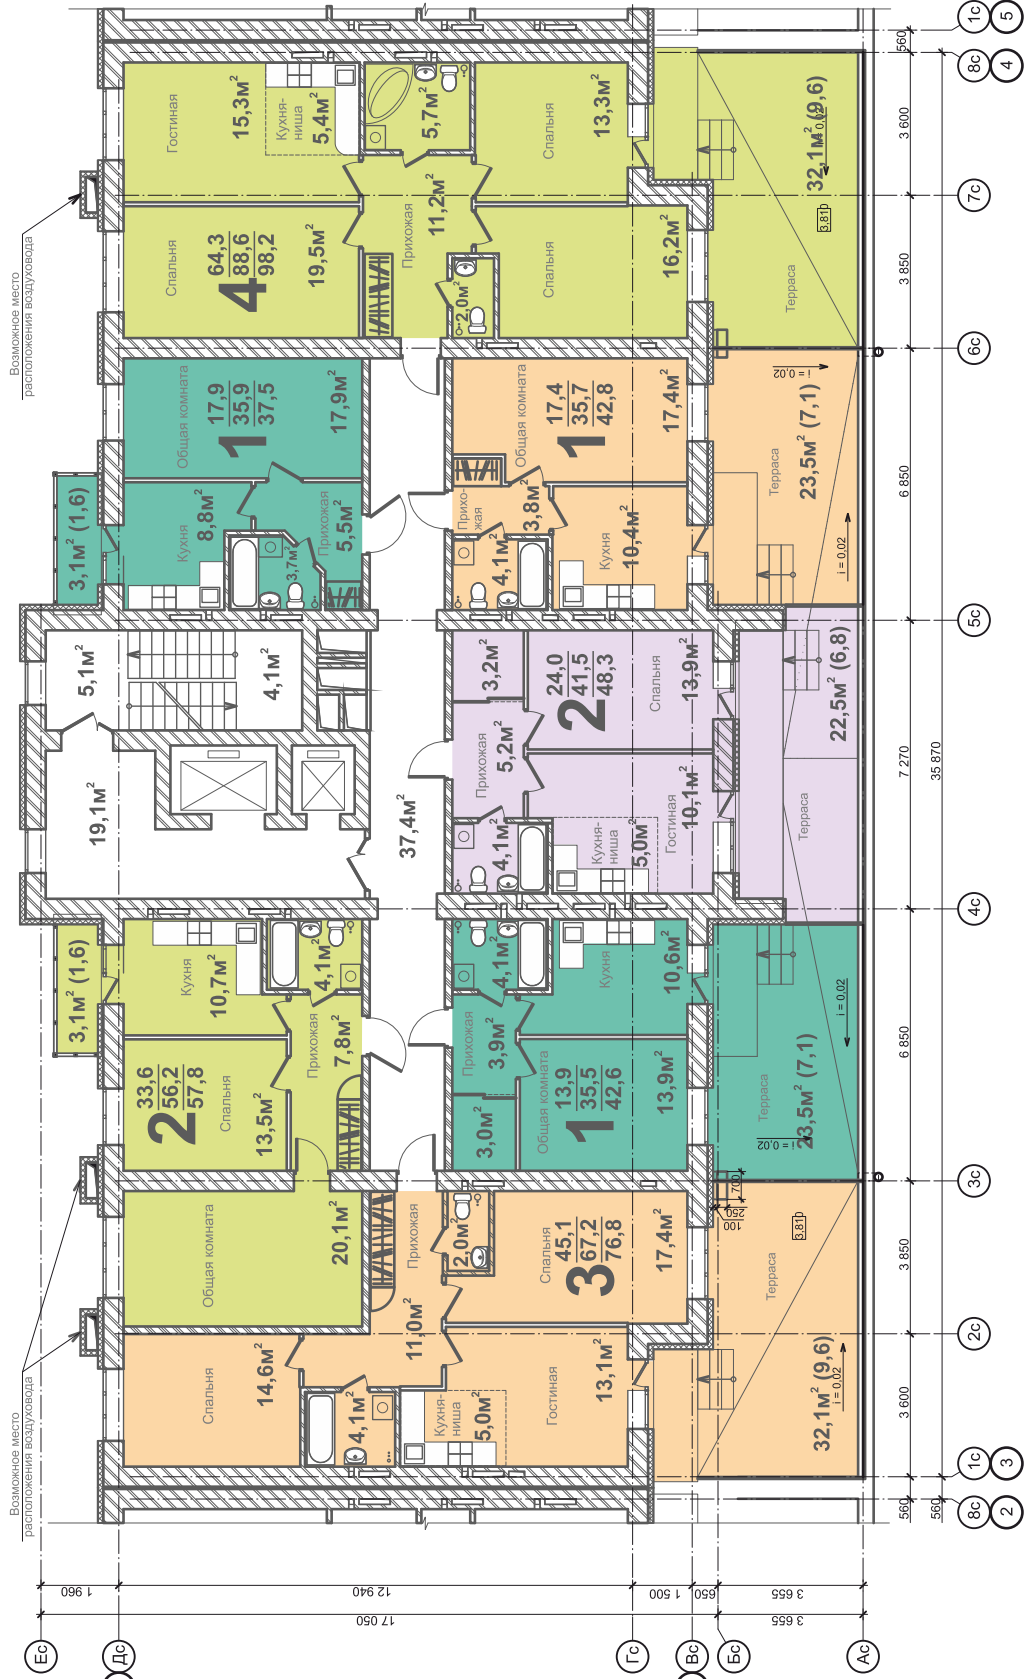 Возможное место
расположения воздуховода
Гостиная
15,3м²
Кухня-
ниша
5,4м²
5,7м²
Спальня
13,3м²
32,1м² (9,6)
i = 0,02
3,810
Терраса
Спальня
4
64,3
88,6
98,2
19,5м²
Прихожая
11,2м²
2,0м²
Спальня
16,2м²
Общая комната
1
17,9
35,9
37,5
17,9м²
3,1м² (1,6)
Кухня
8,8м²
3,7м²
Прихожая
5,5м²
Общая комната
1
17,4
35,7
42,8
17,4м²
Прихо-
жая
3,8м²
4,1м²
Кухня
10,4м²
Терраса
23,5м² (7,1)
i = 0,02
i = 0,02
5,1м²
4,1м²
19,1м²
37,4м²
3,2м²
2
24,0
41,5
48,3
Спальня
13,9м²
Прихожая
5,2м²
4,1м²
Кухня-
ниша
5,0м²
Гостиная
10,1м²
Терраса
22,5м² (6,8)
3,1м² (1,6)
Кухня
10,7м²
4,1м²
Прихожая
7,8м²
2
33,6
56,2
57,8
Спальня
13,5м²
Общая комната
20,1м²
4,1м²
Кухня
10,6м²
Прихожая
3,9м²
3,0м²
Общая комната
1
13,9
35,5
42,6
13,9м²
Терраса
23,5м² (7,1)
i = 0,02
i = 0,02
Прихожая
11,0м²
2,0м²
Спальня
3
45,1
67,2
76,8
17,4м²
Спальня
14,6м²
4,1м²
Кухня-
ниша
5,0м²
Гостиная
13,1м²
Терраса
32,1м² (9,6)
i = 0,02
3,810
700
250
100
Возможное место
расположения воздуховода
560
3 600
3 850
6 850
7 270
35 870
6 850
3 850
3 600
560
560
1с
5
8с
4
7с
6с
5с
4с
3с
2с
1с
3
8с
2
1 960
12 940
1 500
650
3 655
17 050
3 655
Ес
Дс
Гс
Вс
Бс
Ас